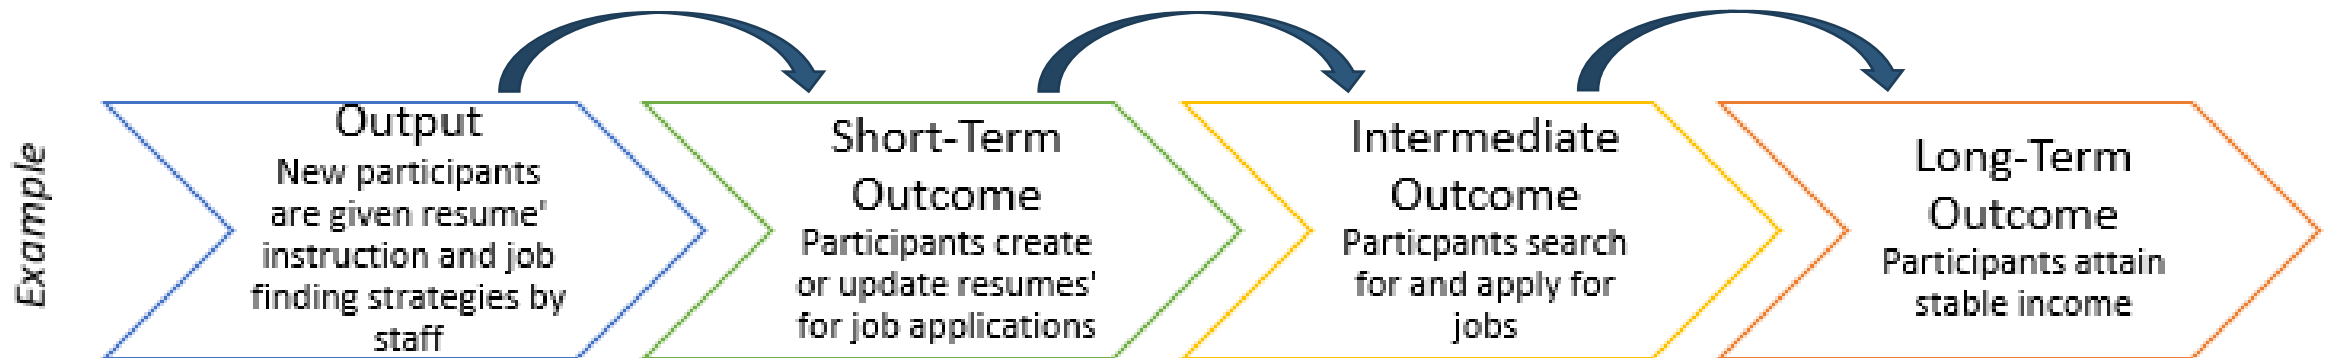 Example
Output
New participants
are given resume'
instruction and job
finding strategies by
staff
Short-Term
Outcome
Participants create
or update resumes'
for job applications
Intermediate
Outcome
Particpants search
for and apply for
jobs
Long-Term
Outcome
Participants attain
stable income